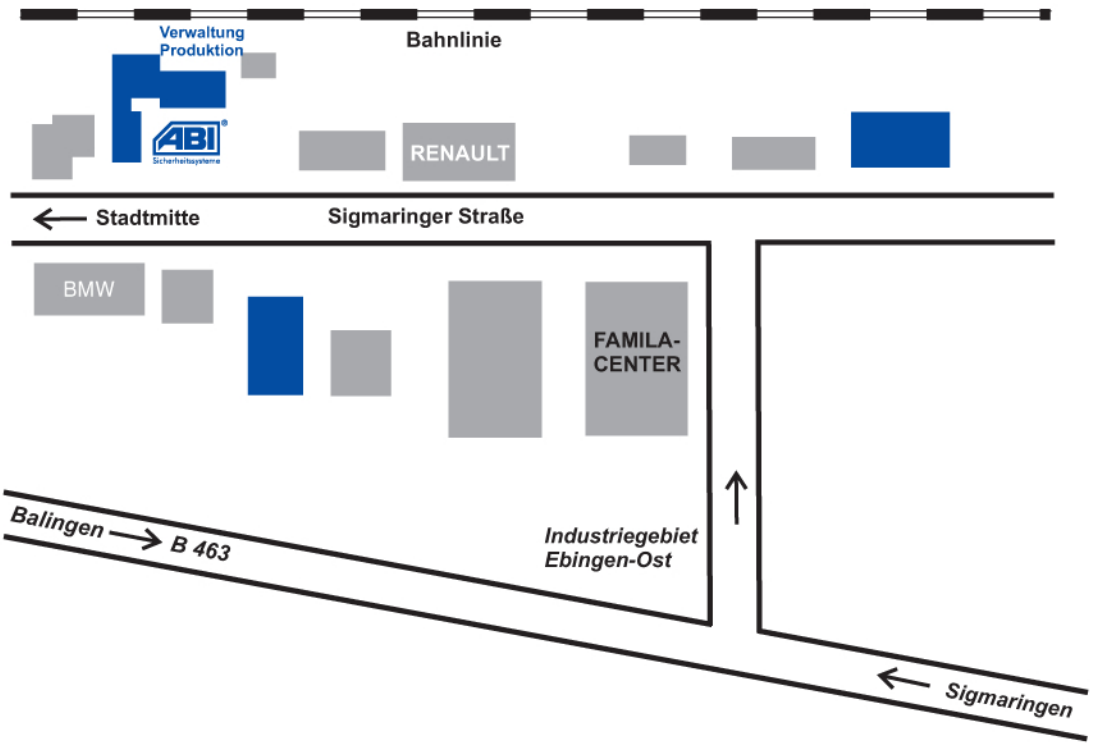 Verwaltung
Produktion
Bahnlinie
ABI®
Sicherheitssysteme
RENAULT
Stadtmitte
Sigmaringer Straße
BMW
FAMILA-
CENTER
Balingen
B 463
Industriegebiet
Ebingen-Ost
Sigmaringen